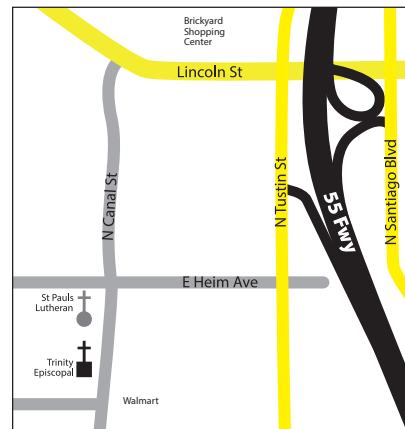 Brickyard
Shopping
Center
Lincoln St
N Canal St
N Tustin St
55 Fwy
N Santiago Blvd
E Heim Ave
St Pauls
Lutheran
Trinity
Episcopal
Walmart